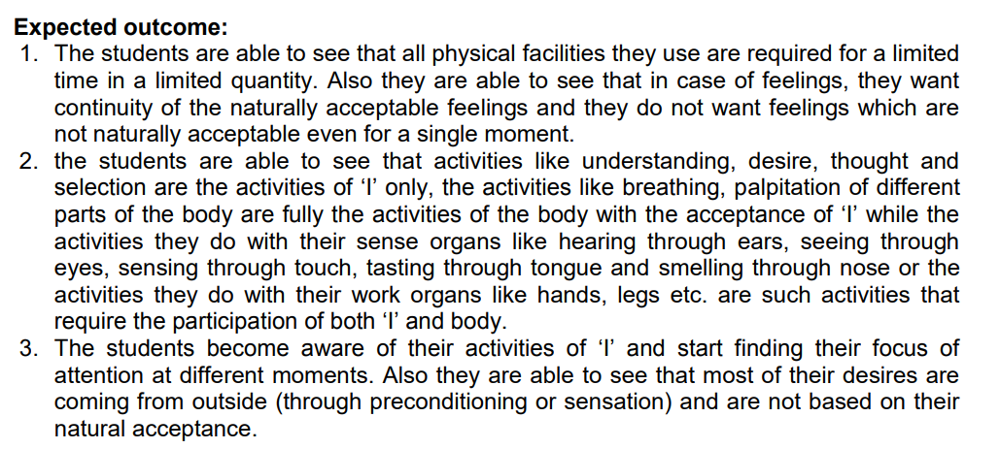 Expected outcome:
1. The students are able to see that all physical facilities they use are required for a limited
time in a limited quantity. Also they are able to see that in case of feelings, they want
continuity of the naturally acceptable feelings and they do not want feelings which are
not naturally acceptable even for a single moment.
2. the students are able to see that activities like understanding, desire, thought and
selection are the activities of ‘I’ only, the activities like breathing, palpitation of different
parts of the body are fully the activities of the body with the acceptance of ‘I’ while the
activities they do with their sense organs like hearing through ears, seeing through
eyes, sensing through touch, tasting through tongue and smelling through nose or the
activities they do with their work organs like hands, legs etc. are such activities that
require the participation of both ‘I’ and body.
3. The students become aware of their activities of ‘I’ and start finding their focus of
attention at different moments. Also they are able to see that most of their desires are
coming from outside (through preconditioning or sensation) and are not based on their
natural acceptance.